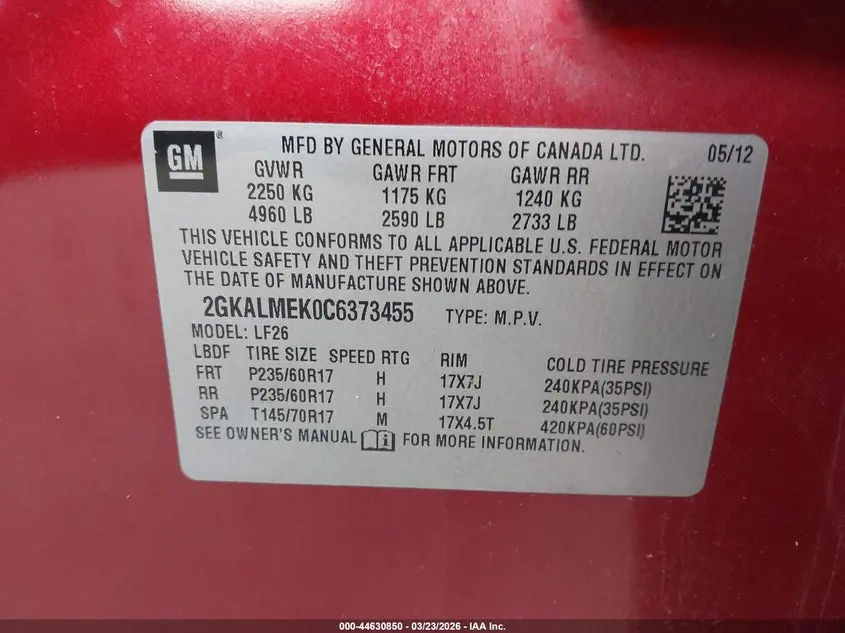 GM ® MFD BY GENERAL MOTORS OF CANADA LTD. 05/12
GVWR GAWR FRT GAWR RR
2250 KG 1175 KG 1240 KG
4960 LB 2590 LB 2733 LB
THIS VEHICLE CONFORMS TO ALL APPLICABLE U.S. FEDERAL MOTOR
VEHICLE SAFETY AND THEFT PREVENTION STANDARDS IN EFFECT ON
THE DATE OF MANUFACTURE SHOWN ABOVE.
2GKALMEK0C6373455 TYPE: M.P.V.
MODEL: LF26
LBDF TIRE SIZE SPEED RTG RIM COLD TIRE PRESSURE
FRT P235/60R17 H 17X7J 240KPA(35PSI)
RR P235/60R17 H 17X7J 240KPA(35PSI)
SPA T145/70R17 M 17X4.5T 420KPA(60PSI)
SEE OWNER'S MANUAL i FOR MORE INFORMATION.
000-44630850 — 03/23/2026 — IAA Inc.